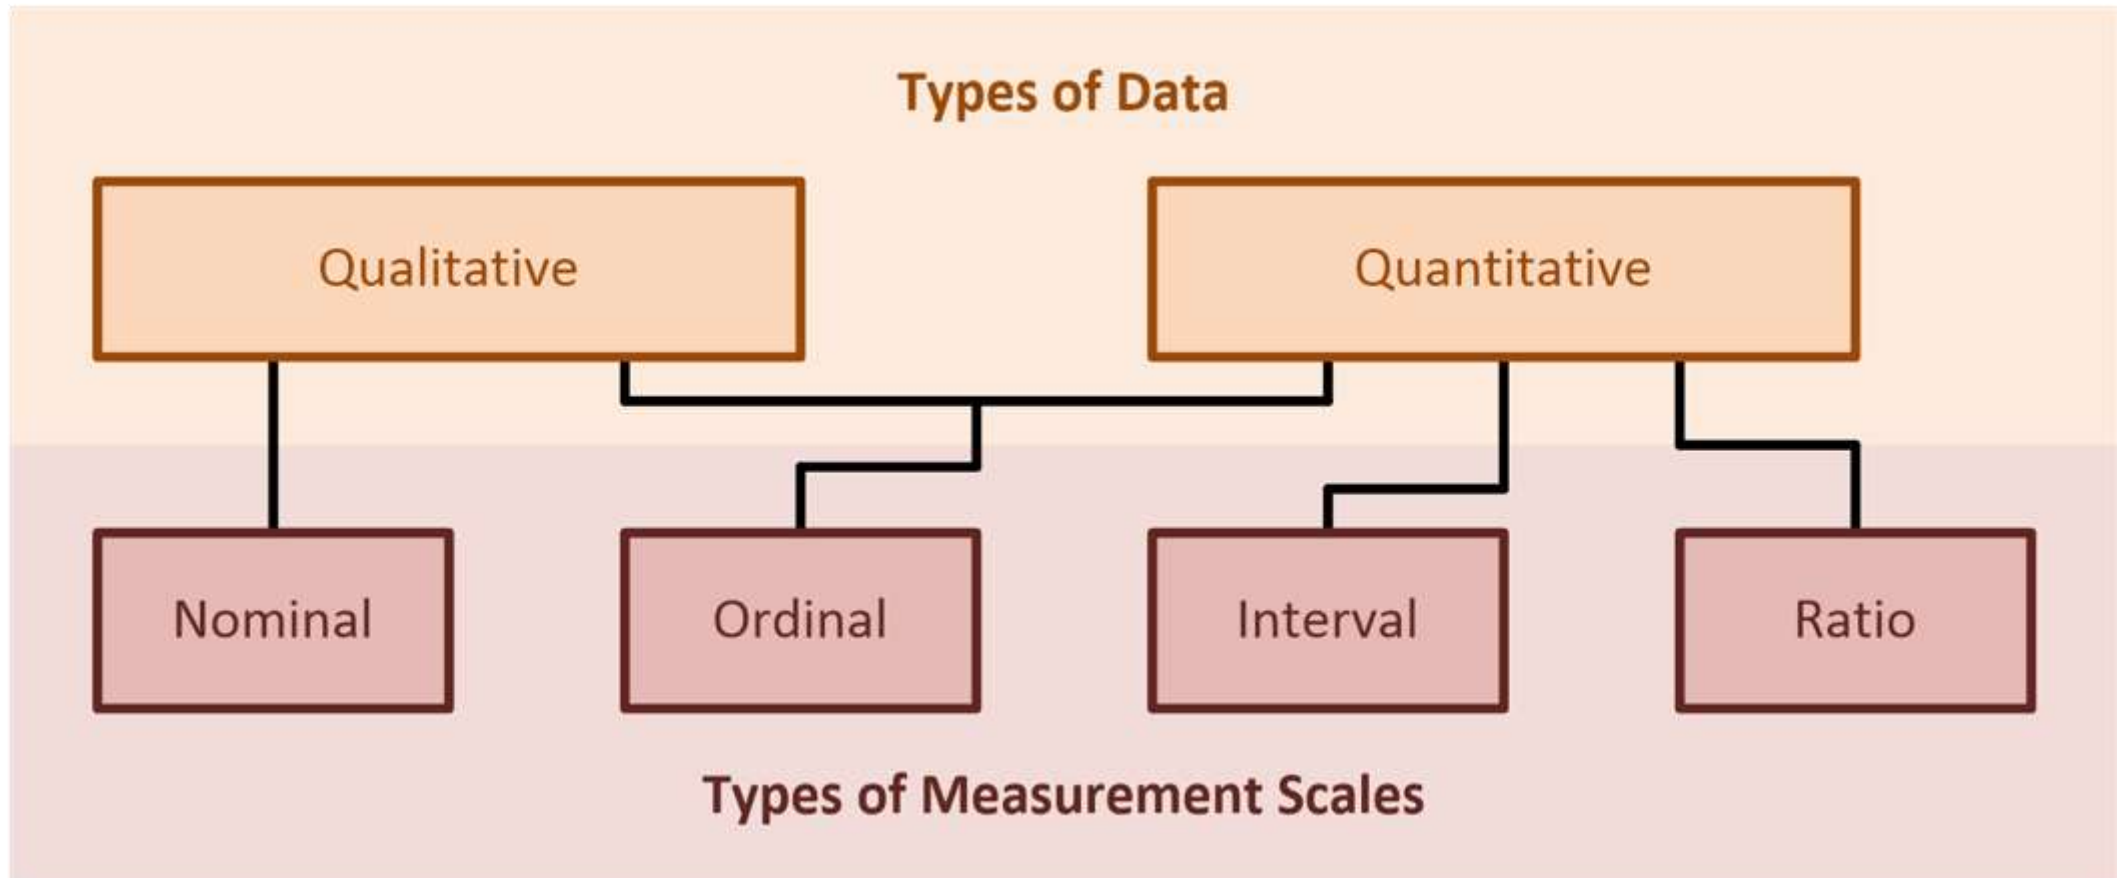 Types of Data
Qualitative
Quantitative
Nominal
Ordinal
Interval
Ratio
Types of Measurement Scales